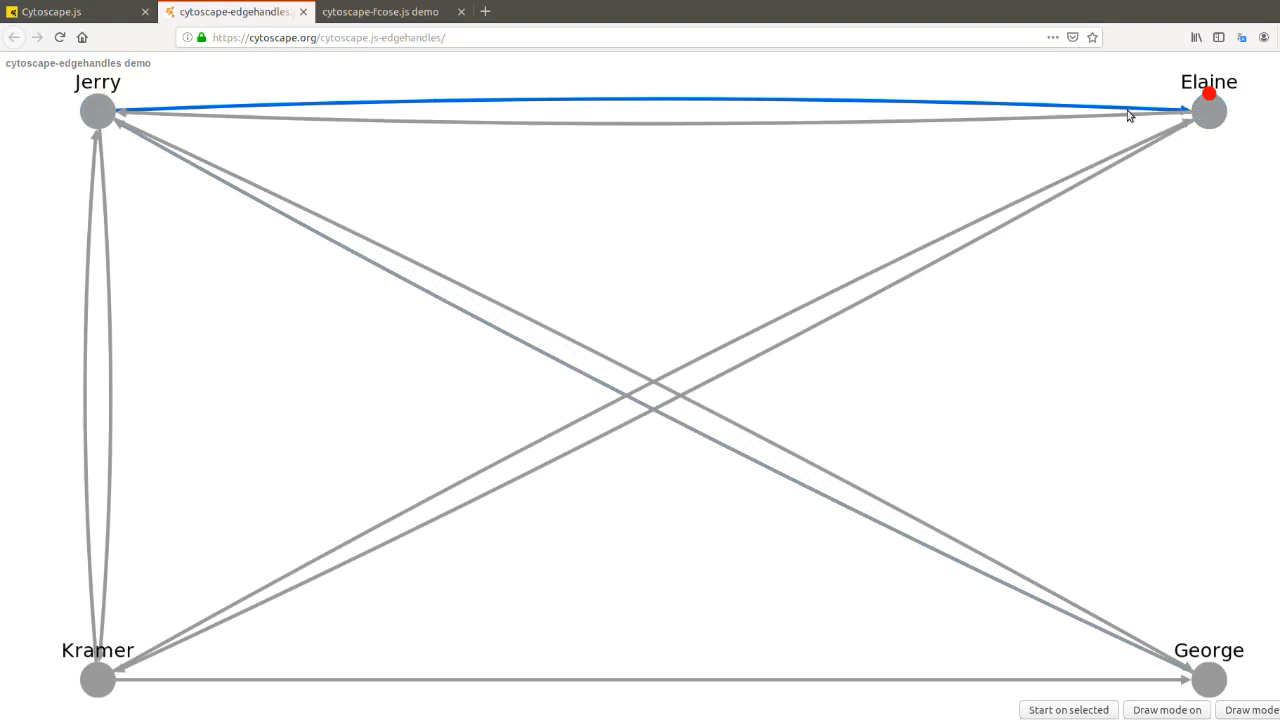 Cytoscape.js
cytoscape-edgehandles.
cytoscape-fcose.js demo
https://cytoscape.org/cytoscape.js-edgehandles/
cytoscape-edgehandles demo
Jerry
Elaine
Kramer
George
Start on selected
Draw mode on
Draw mode